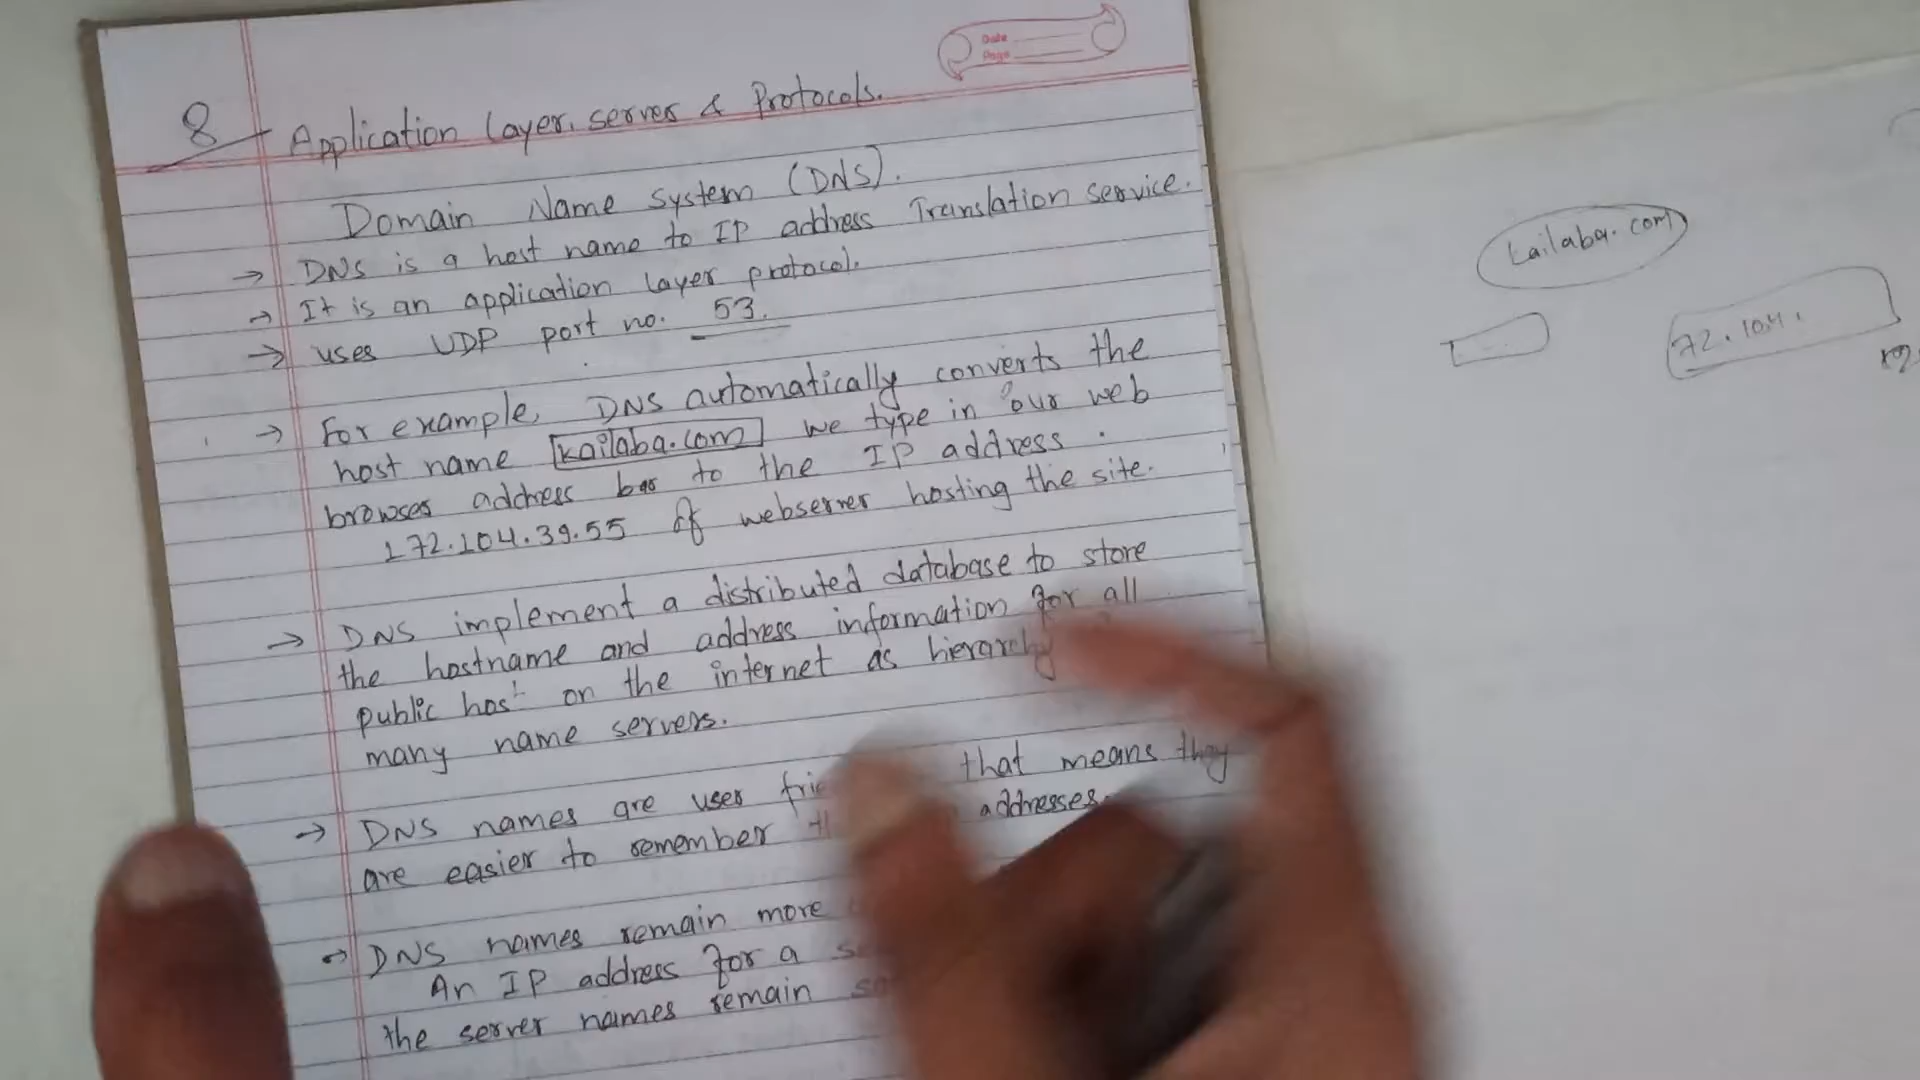 Date
Page
8 Application Layer, server & Protocols.
Domain Name System (DNS).
→ DNS is a host name to IP address Translation service.
→ It is an application layer protocol.
→ uses UDP port no. 53.
→ For example, DNS automatically converts the
host name kailaba.com we type in our web
browser address bar to the IP address.
172.104.39.55 of webserver hosting the site.
→ DNS implement a distributed database to store
the hostname and address information for all
public host on the internet as hierarchy
many name servers.
→ DNS names are user that means they
are easier to remember addresses.
→ DNS names remain more
An IP address for a
the server names remain
kailaba.com
72.104.